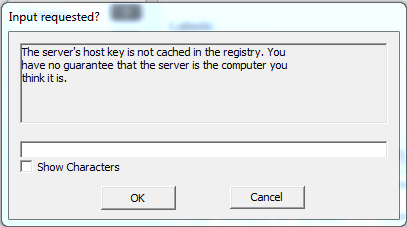 Input requested?
The server's host key is not cached in the registry. You
have no guarantee that the server is the computer you
think it is.
Show Characters
OK
Cancel